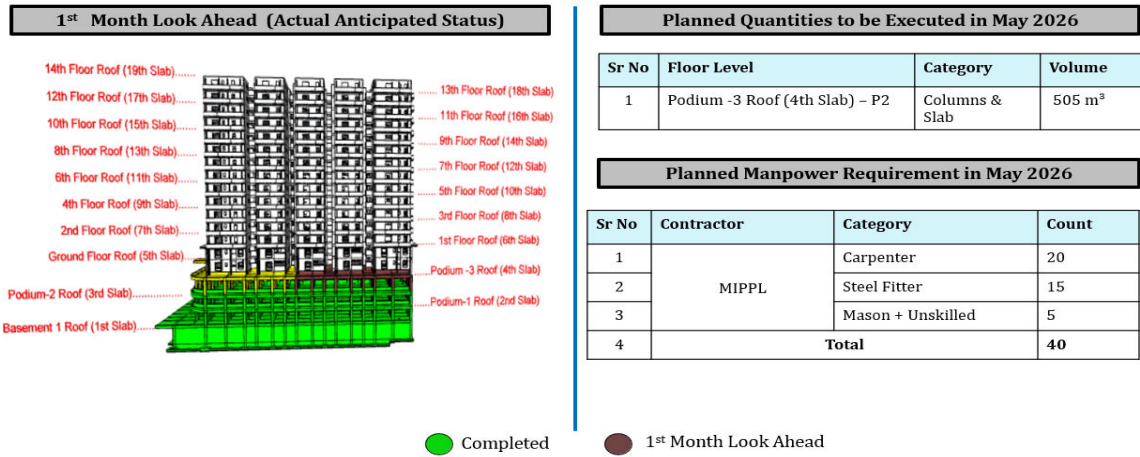 1st Month Look Ahead (Actual Anticipated Status)
14th Floor Roof (19th Slab)......
13th Floor Roof (18th Slab)
12th Floor Roof (17th Slab)
11th Floor Roof (16th Slab)
10th Floor Roof (15th Slab)
9th Floor Roof (14th Slab)
8th Floor Roof (13th Slab)
7th Floor Roof (12th Slab)
6th Floor Roof (11th Slab)
5th Floor Roof (10th Slab)
4th Floor Roof (9th Slab)
3rd Floor Roof (8th Slab)
2nd Floor Roof (7th Slab)
1st Floor Roof (6th Slab)
Ground Floor Roof (5th Slab)
Podium -3 Roof (4th Slab)
Podium-2 Roof (3rd Slab)
Podium-1 Roof (2nd Slab)
Basement 1 Roof (1st Slab)
Planned Quantities to be Executed in May 2026
Sr No Floor Level Category Volume
1 Podium -3 Roof (4th Slab) – P2 Columns & 505 m³
Slab
Planned Manpower Requirement in May 2026
Sr No Contractor Category Count
1 Carpenter 20
2 MIPPL Steel Fitter 15
3 Mason + Unskilled 5
4 Total 40
Completed
1st Month Look Ahead